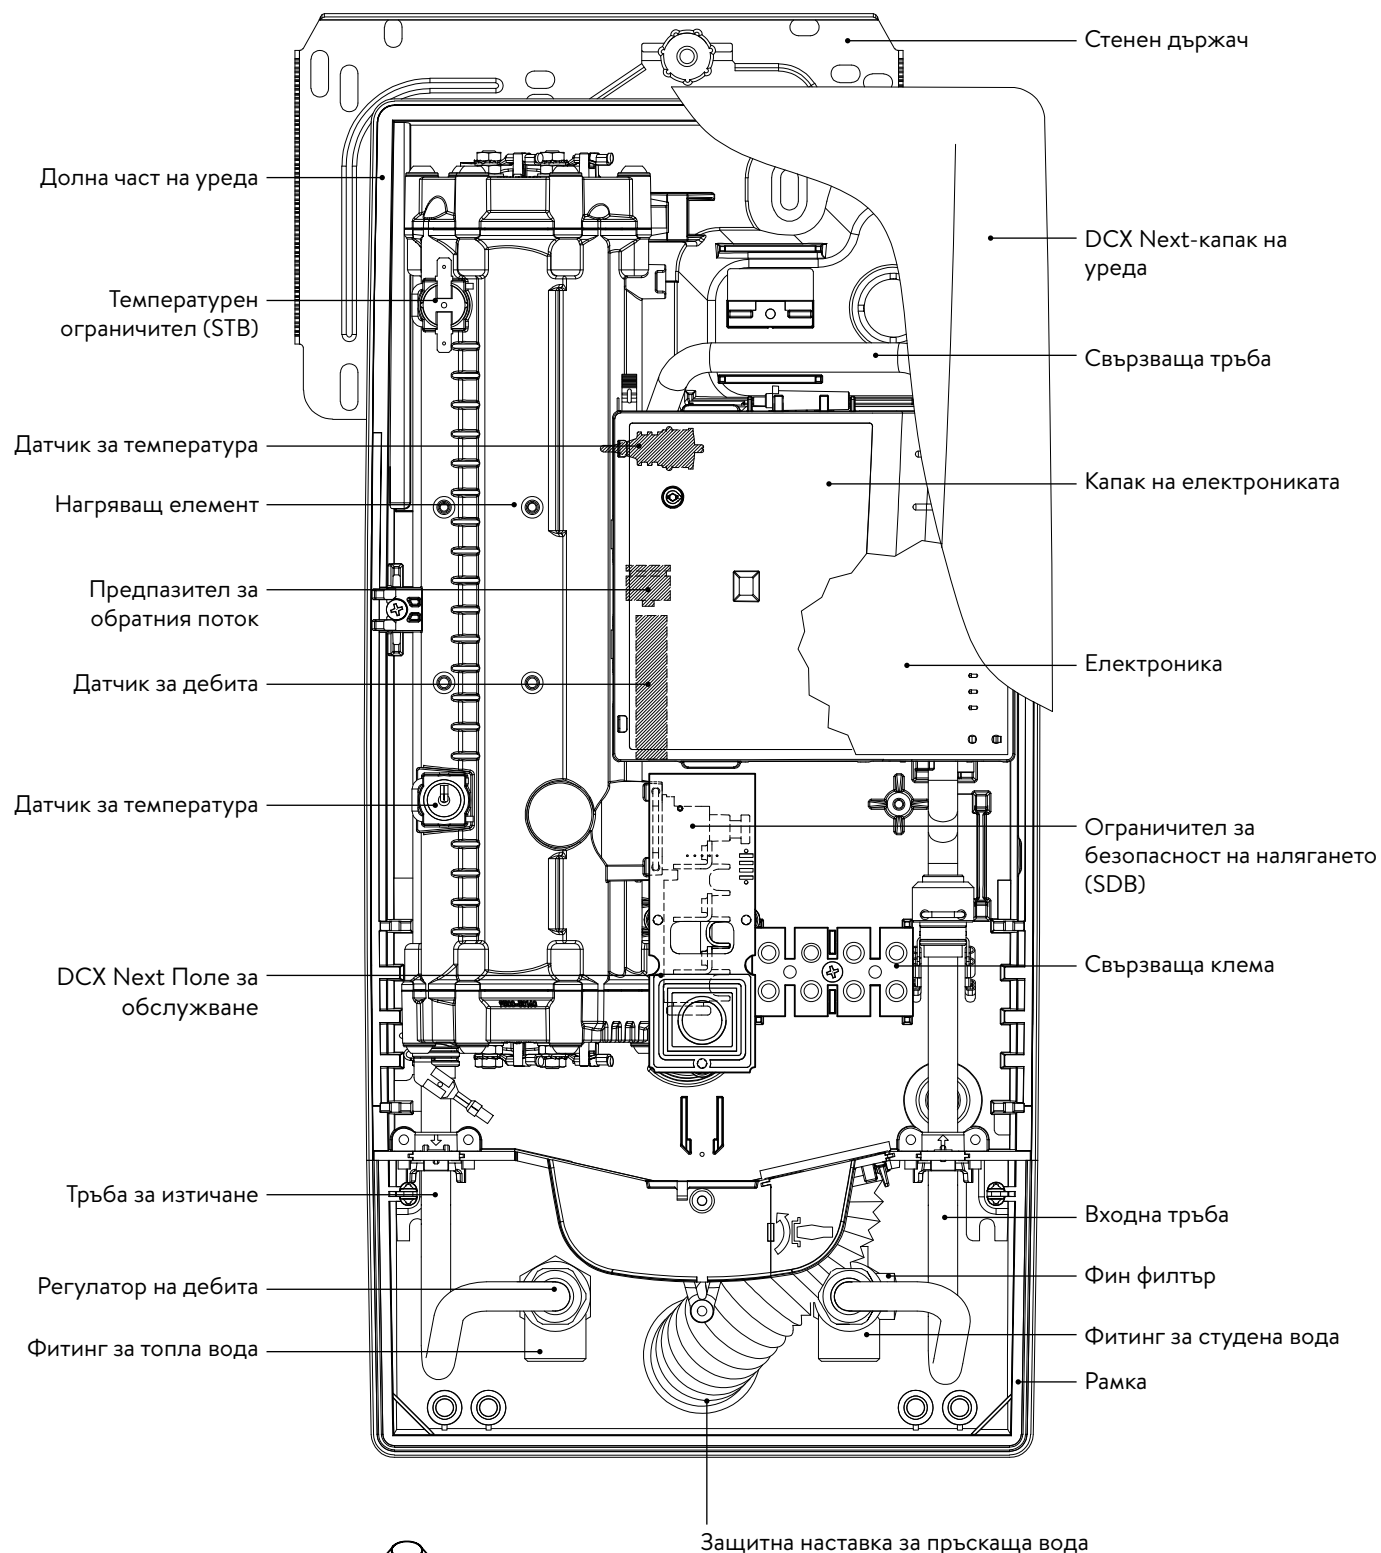 Стенен държач
Долна част на уреда
DCX Next-капак на
уреда
Температурен
ограничител (STB)
Свързваща тръба
Датчик за температура
Капак на електрониката
Нагряващ елемент
Предпазител за
обратния поток
Електроника
Датчик за дебита
Датчик за температура
Ограничител за
безопасност на налягането
(SDB)
Свързваща клема
DCX Next Поле за
обслужване
Тръба за изтичане
Входна тръба
Фин филтър
Регулатор на дебита
Фитинг за студена вода
Фитинг за топла вода
Рамка
Защитна наставка за пръскаща вода